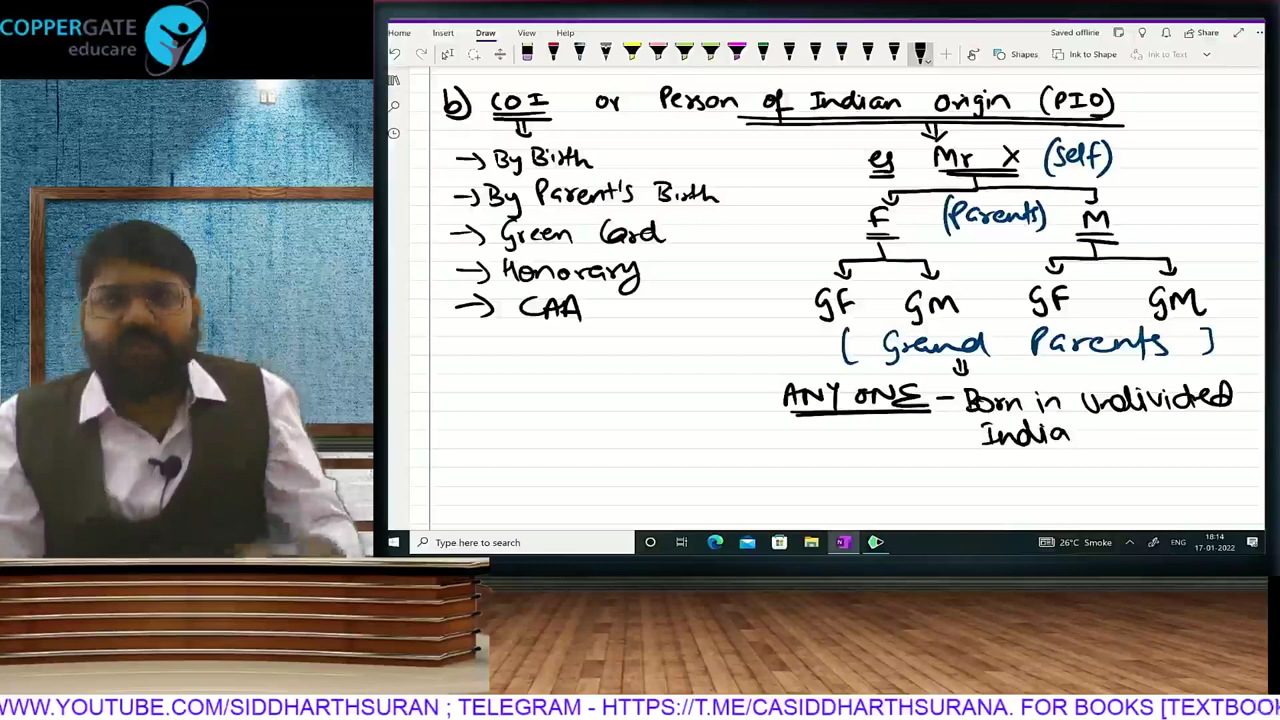 COPPERGATE
educare
Home Insert Draw View Help
Saved offline
Share
Shapes
Ink to Shape
Ink to Text
b) COI or Person of Indian Origin (PIO)
→ By Birth
→ By Parent's Birth
→ Green Card
→ Honorary
→ CAA
eg Mr X (Self)
F (Parents) M
GF GM GF GM
( Grand Parents )
ANY ONE - Born in Undivided
India
Type here to search
26°C Smoke
ENG
18:14
17-01-2022
WWW.YOUTUBE.COM/SIDDHARTHSURAN ; TELEGRAM - HTTPS://T.ME/CASIDDHARTHSURANA. FOR BOOKS [TEXTBOO